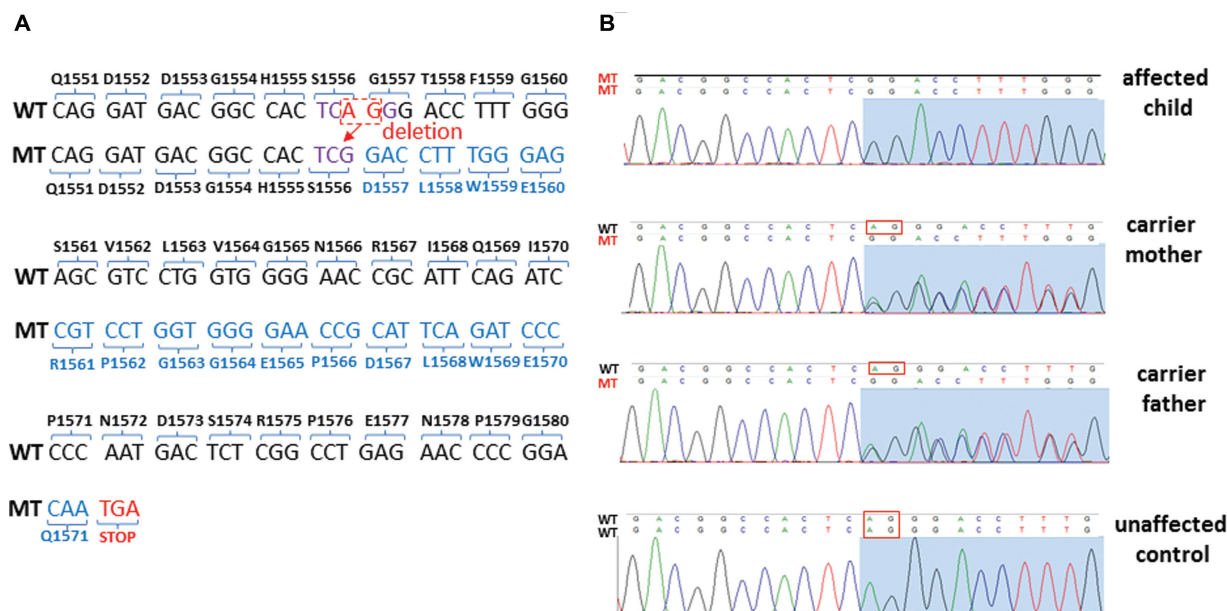 A
Q1551 D1552 D1553 G1554 H1555 S1556 G1557 T1558 F1559 G1560
WT CAG GAT GAC GGC CAC TCA GGG ACC TTT GGG
deletion
MT CAG GAT GAC GGC CAC TCG GAC CTT TGG GAG
Q1551 D1552 D1553 G1554 H1555 S1556 D1557 L1558 W1559 E1560
S1561 V1562 L1563 V1564 G1565 N1566 R1567 I1568 Q1569 I1570
WT AGC GTC CTG GTG GGG AAC CGC ATT CAG ATC
MT CGT CCT GGT GGG GAA CCG CAT TCA GAT CCC
R1561 P1562 G1563 G1564 E1565 P1566 D1567 L1568 W1569 E1570
P1571 N1572 D1573 S1574 R1575 P1576 E1577 N1578 P1579 G1580
WT CCC AAT GAC TCT CGG CCT GAG AAC CCC GGA
MT CAA TGA
Q1571 STOP
B
MT G A C G G C C A C T C G G A C C T T T G G G
MT G A C G G C C A C T C G G A C C T T T G G G
affected
child
WT G A C G G C C A C T C A G G G A C C T T T G
MT G A C G G C C A C T C G G A C C T T T G G G
carrier
mother
WT G A C G G C C A C T C A G G G A C C T T T G
MT G A C G G C C A C T C G G A C C T T T G G G
carrier
father
WT G A C G G C C A C T C A G G G A C C T T T G
WT G A C G G C C A C T C A G G G A C C T T T G
unaffected
control